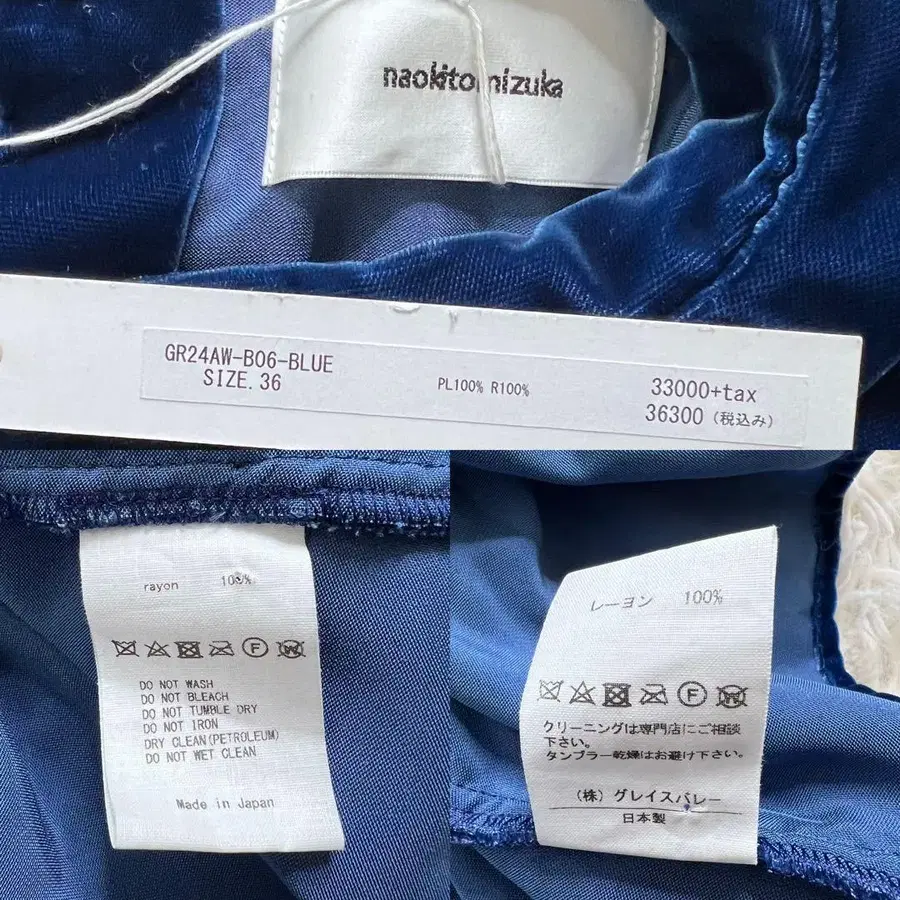 naokitomizuka
GR24AW-B06-BLUE
SIZE.36
PL100% R100%
33000+tax
36300(税込み)
rayon 100%
DO NOT WASH
DO NOT BLEACH
DO NOT TUMBLE DRY
DO NOT IRON
DRY CLEAN(PETROLEUM)
DO NOT WET CLEAN
Made in Japan
レーヨン 100%
クリーニングは専門店にご相談
下さい。
タンブラー乾燥はお避け下さい。
(株)グレイスバレー
日本製